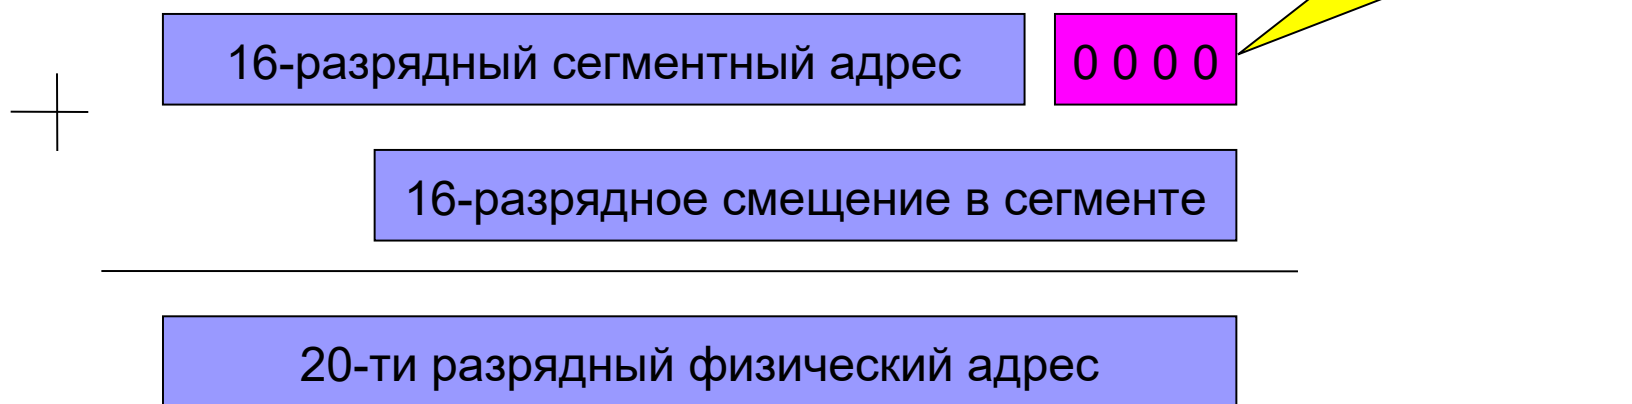 16-разрядный сегментный адрес 0 0 0 0
16-разрядное смещение в сегменте
20-ти разрядный физический адрес